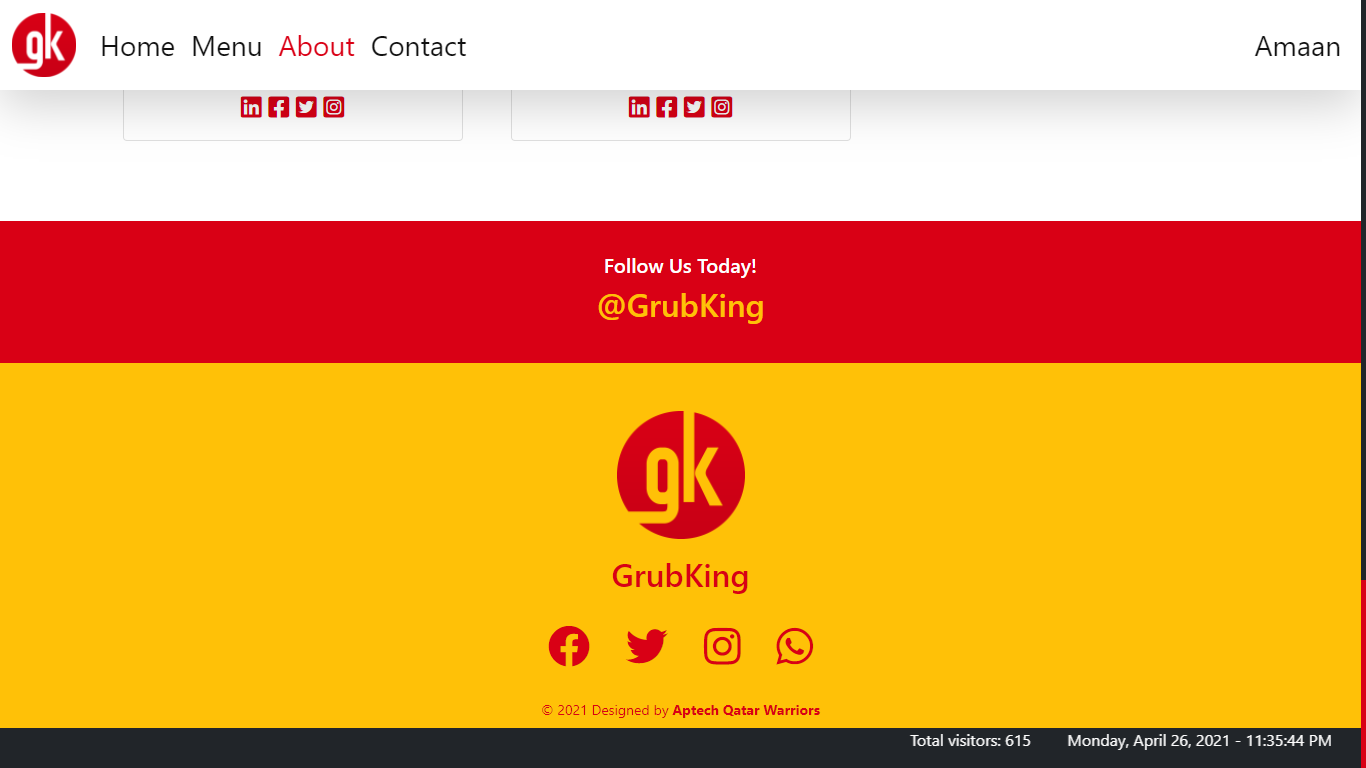 gk Home Menu About Contact Amaan
Follow Us Today!
@GrubKing
gk
GrubKing
© 2021 Designed by Aptech Qatar Warriors
Total visitors: 615 Monday, April 26, 2021 - 11:35:44 PM